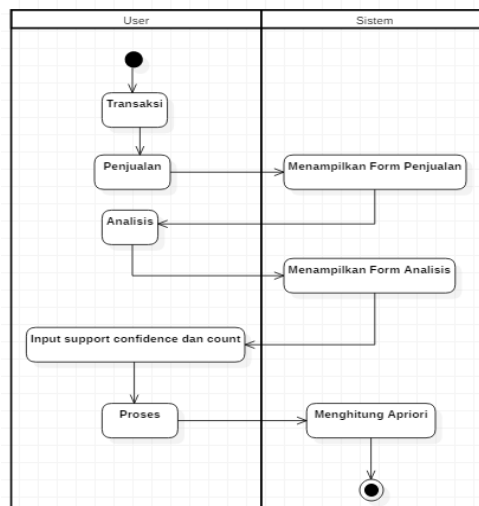 User
Sistem
Transaksi
Penjualan
Menampilkan Form Penjualan
Analisis
Menampilkan Form Analisis
Input support confidence dan count
Proses
Menghitung Apriori